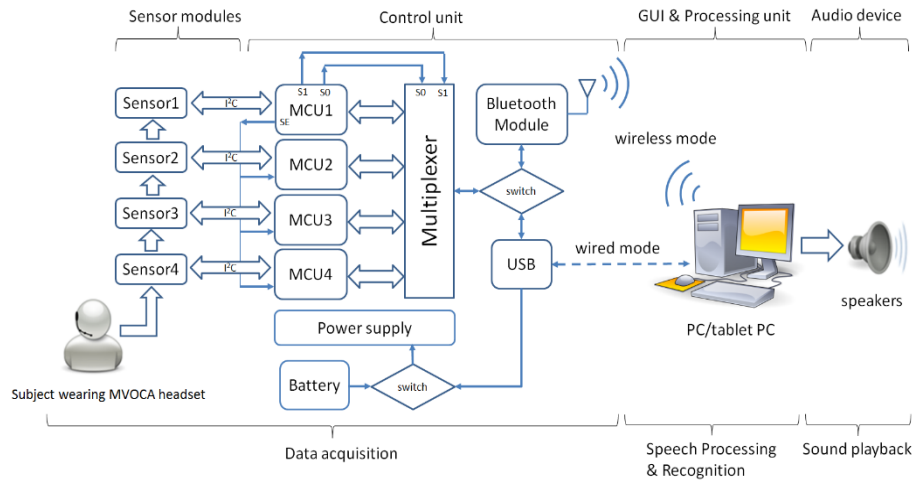 Sensor modules
Control unit
GUI & Processing unit
Audio device
S1
S0
S0
S1
Sensor1
I²C
MCU1
SE
Bluetooth
Module
wireless mode
Sensor2
I²C
MCU2
Multiplexer
switch
Sensor3
I²C
MCU3
Sensor4
I²C
MCU4
USB
wired mode
speakers
Power supply
PC/tablet PC
Battery
switch
Subject wearing MVOCA headset
Data acquisition
Speech Processing
& Recognition
Sound playback